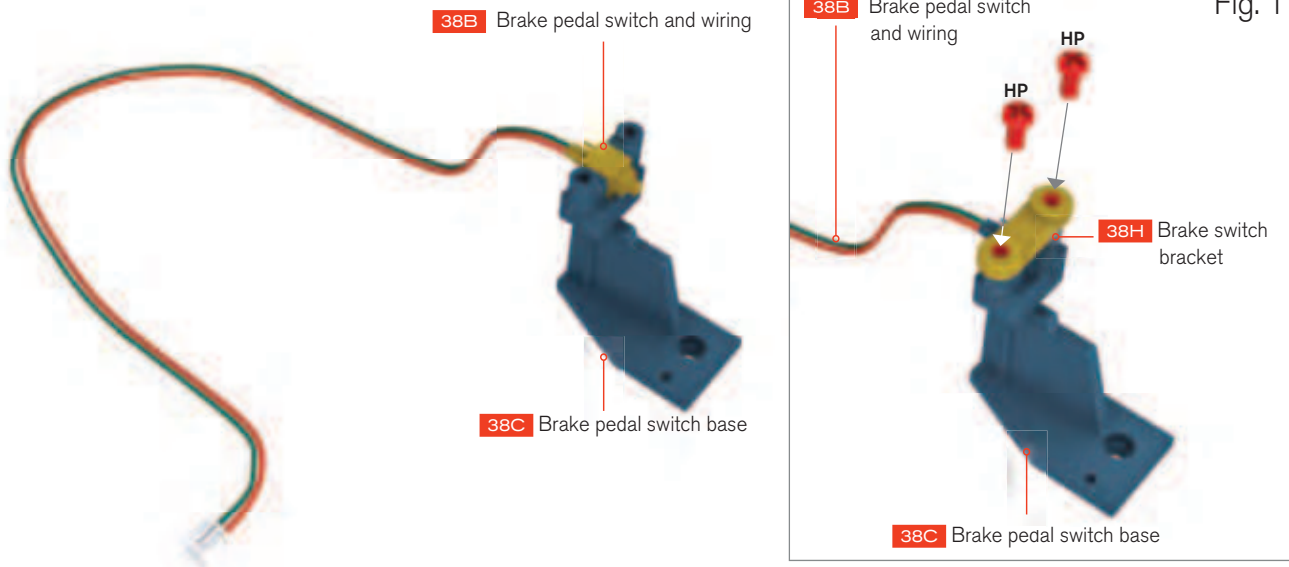 38B Brake pedal switch and wiring
38C Brake pedal switch base
38B Brake pedal switch
and wiring
Fig. 1
HP
HP
38H Brake switch
bracket
38C Brake pedal switch base